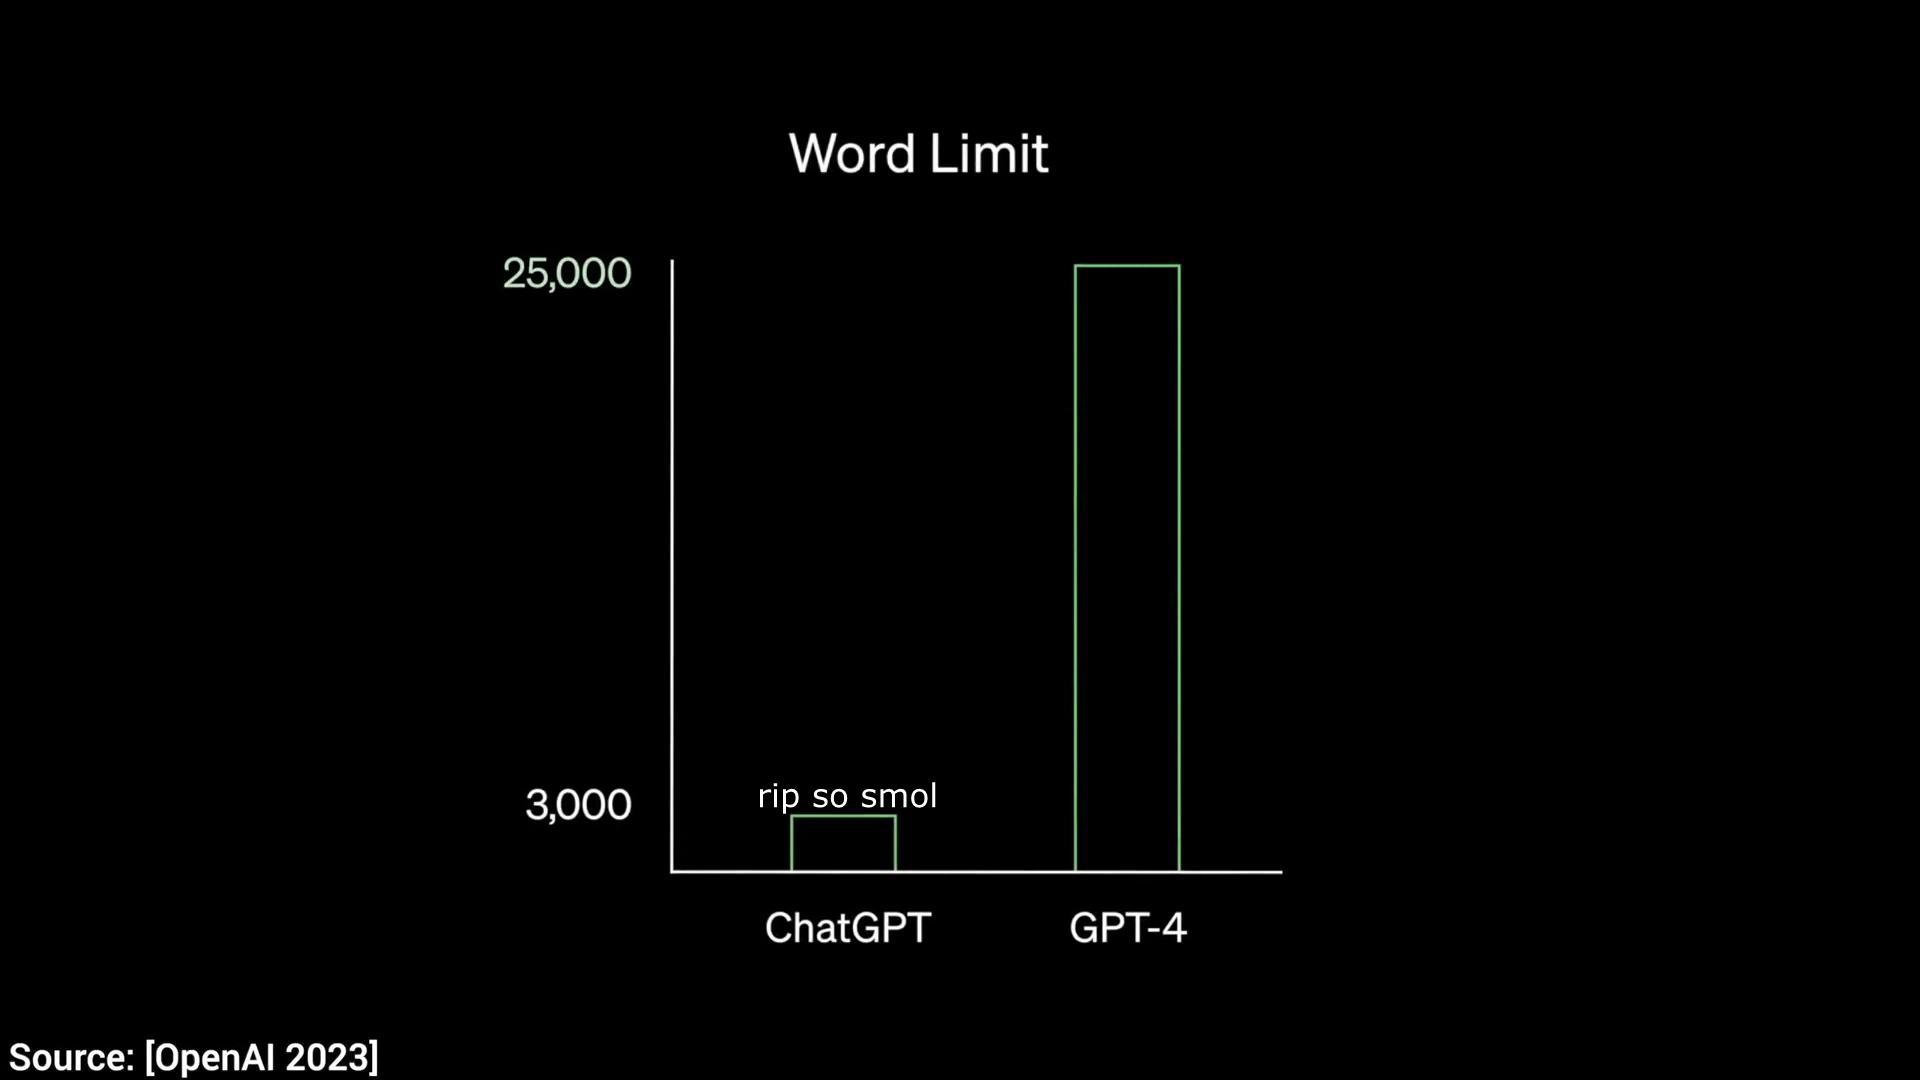 Word Limit
25,000
3,000
rip so smol
ChatGPT
GPT-4
Source: [OpenAI 2023]